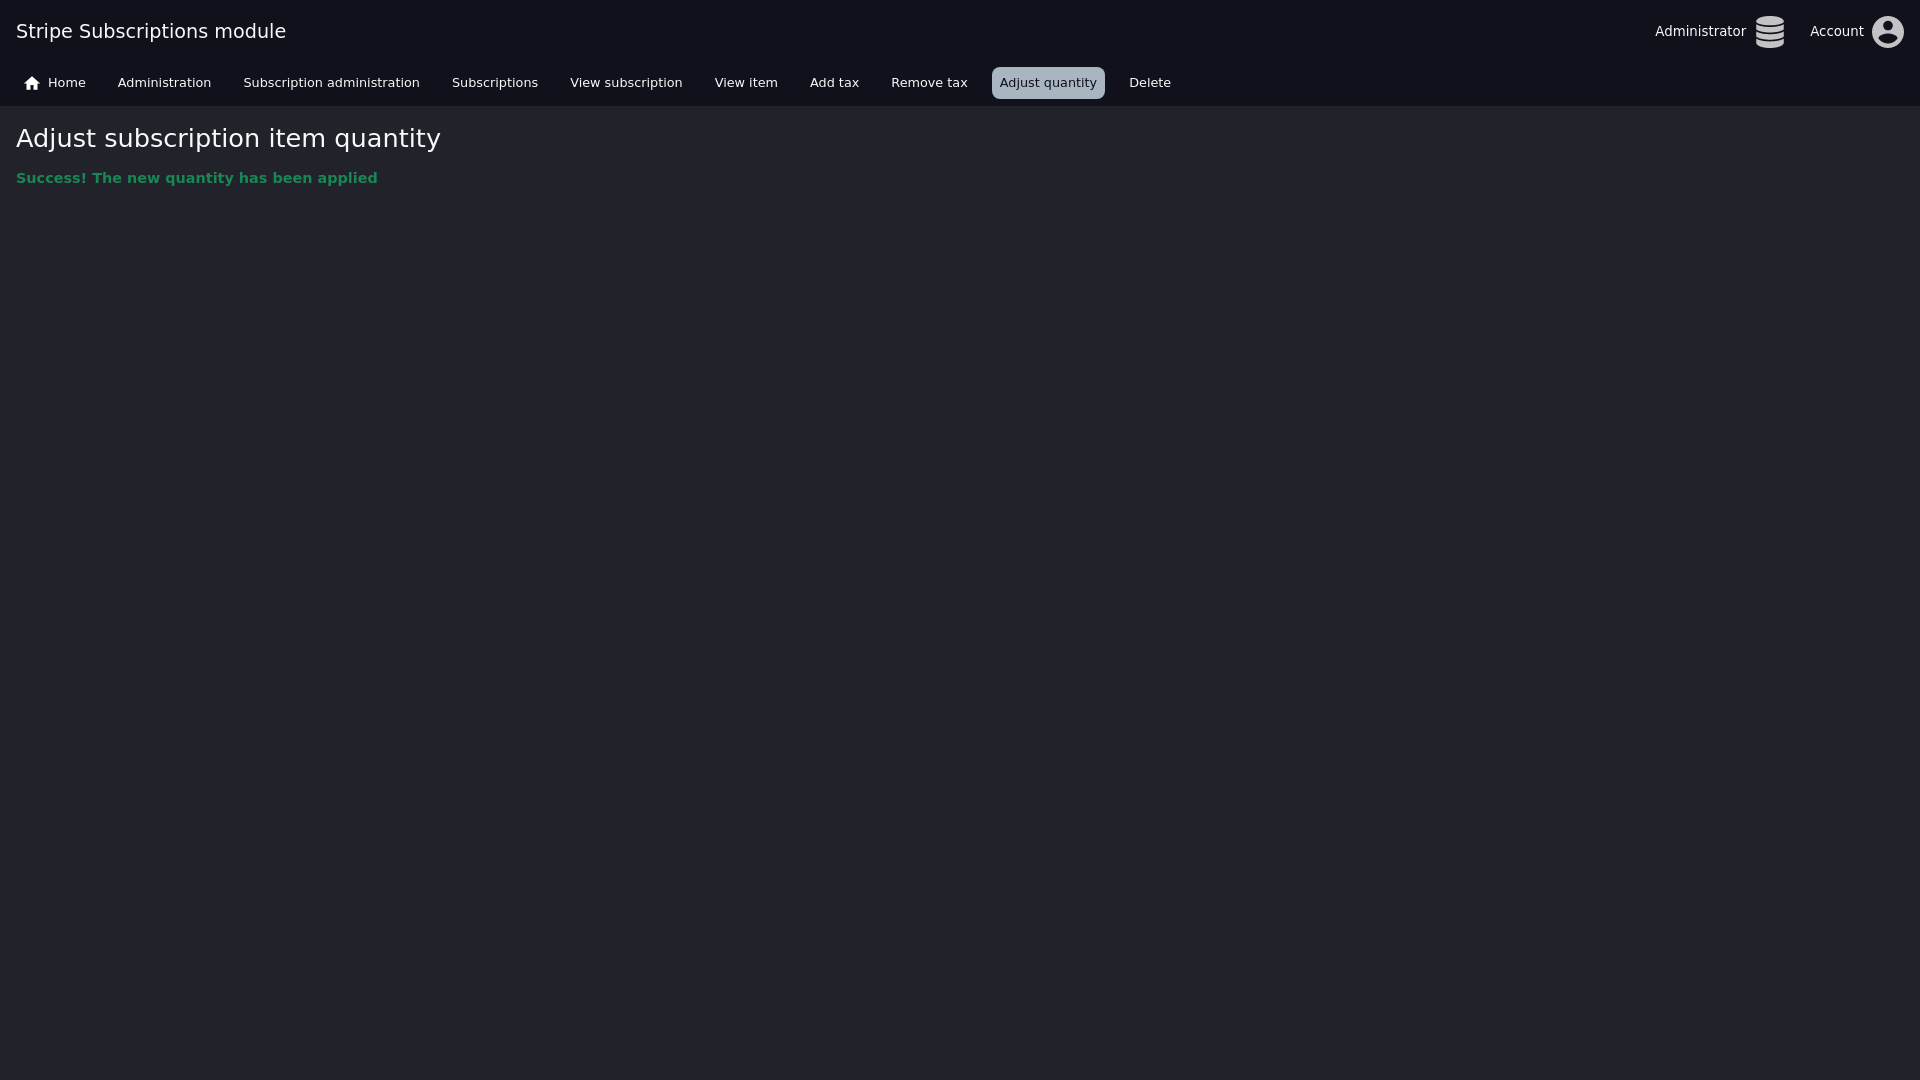 Stripe Subscriptions module
Administrator
Account
Home
Administration
Subscription administration
Subscriptions
View subscription
View item
Add tax
Remove tax
Adjust quantity
Delete
Adjust subscription item quantity
Success! The new quantity has been applied